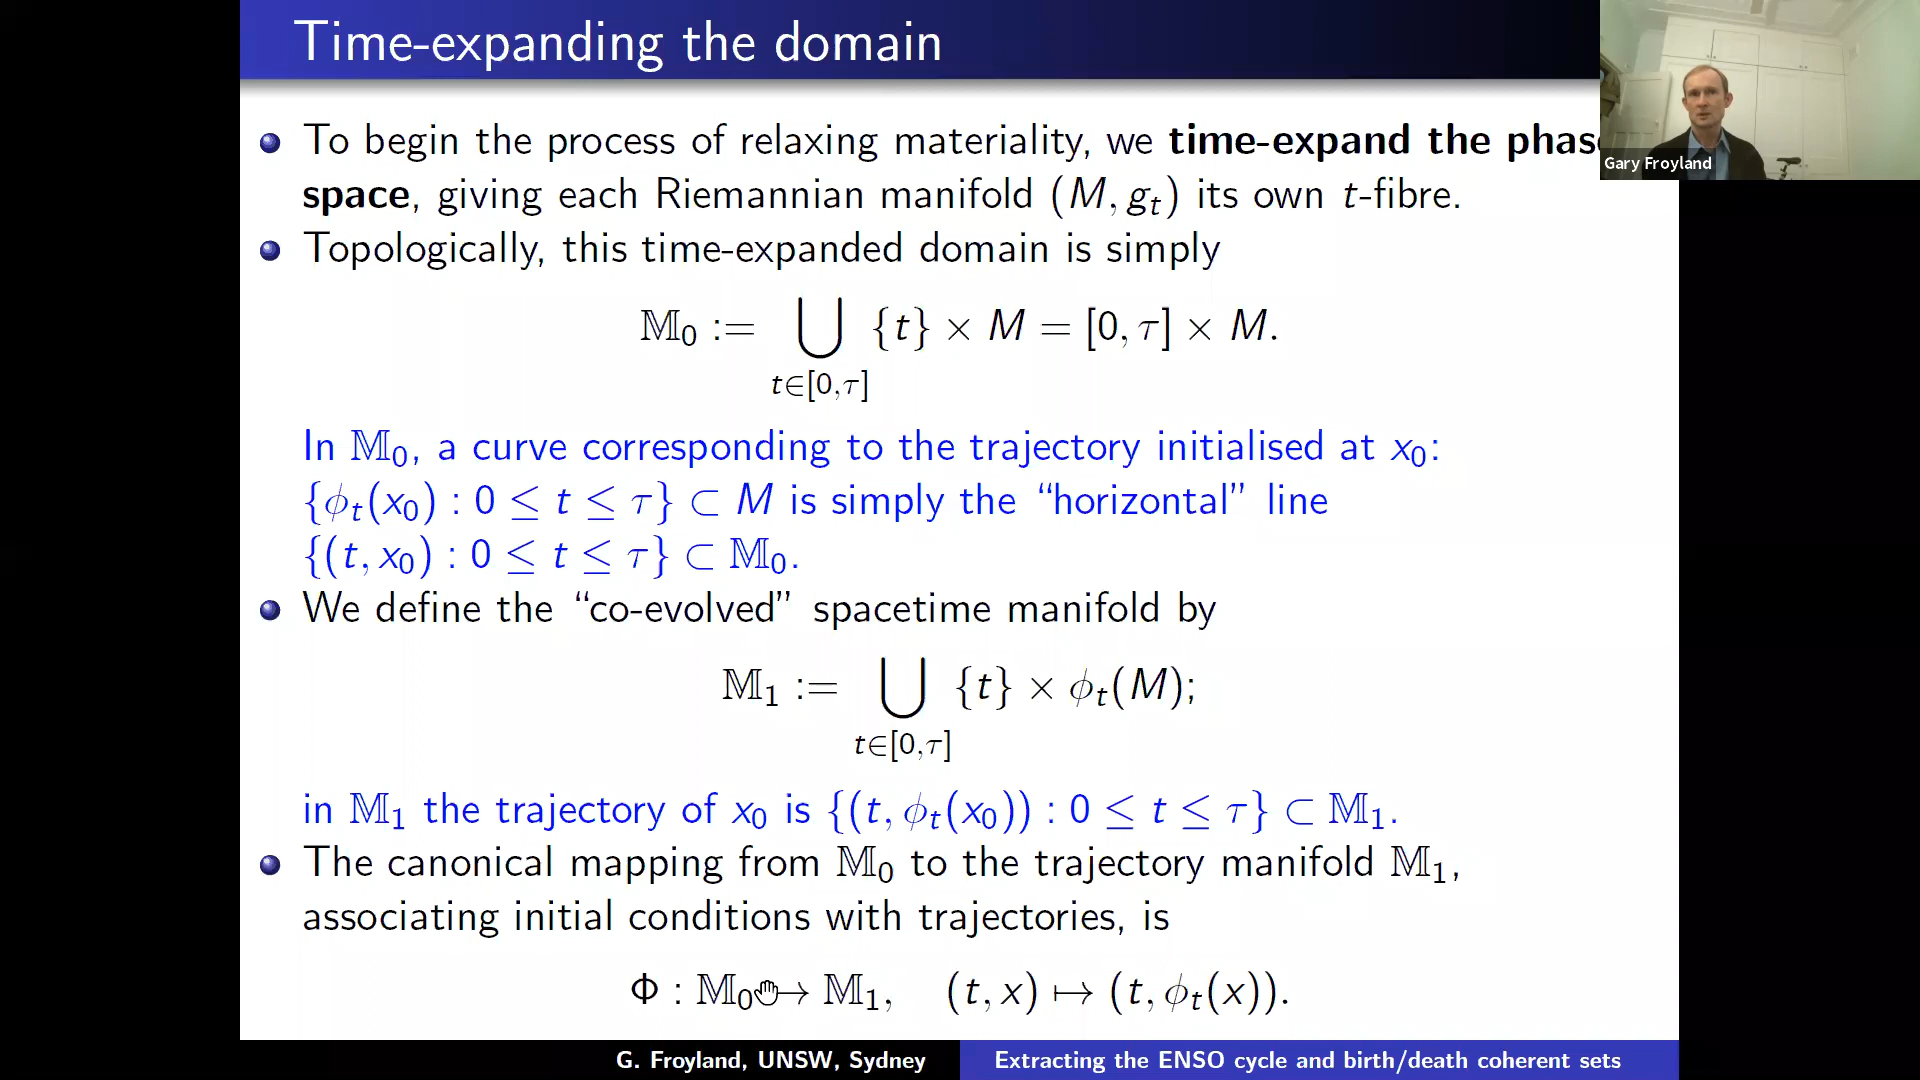 Time-expanding the domain
To begin the process of relaxing materiality, we time-expand the phas
space, giving each Riemannian manifold (M, g_t) its own t-fibre.
Topologically, this time-expanded domain is simply
𝕄₀ := ⋃ {t} × M = [0, τ] × M.
t∈[0,τ]
In 𝕄₀, a curve corresponding to the trajectory initialised at x₀:
{ϕ_t(x₀) : 0 ≤ t ≤ τ} ⊂ M is simply the “horizontal” line
{(t, x₀) : 0 ≤ t ≤ τ} ⊂ 𝕄₀.
We define the “co-evolved” spacetime manifold by
𝕄₁ := ⋃ {t} × ϕ_t(M);
t∈[0,τ]
in 𝕄₁ the trajectory of x₀ is {(t, ϕ_t(x₀)) : 0 ≤ t ≤ τ} ⊂ 𝕄₁.
The canonical mapping from 𝕄₀ to the trajectory manifold 𝕄₁,
associating initial conditions with trajectories, is
Φ : 𝕄₀ → 𝕄₁, (t, x) ↦ (t, ϕ_t(x)).
G. Froyland, UNSW, Sydney
Extracting the ENSO cycle and birth/death coherent sets
Gary Froyland